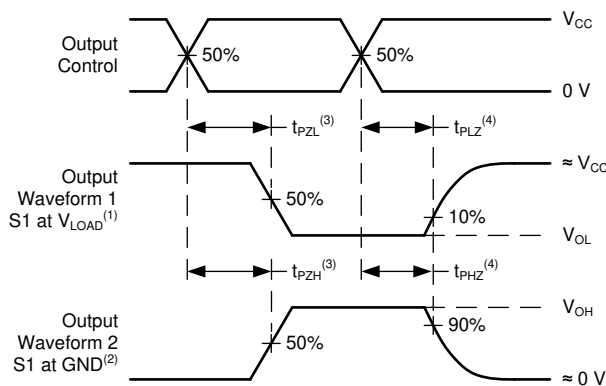 V_CC
Output
Control
50%
50%
0 V
t_PZL^(3)
t_PLZ^(4)
Output
Waveform 1
S1 at V_LOAD^(1)
≈ V_CC
50%
10%
V_OL
t_PZH^(3)
t_PHZ^(4)
Output
Waveform 2
S1 at GND^(2)
V_OH
50%
90%
≈ 0 V